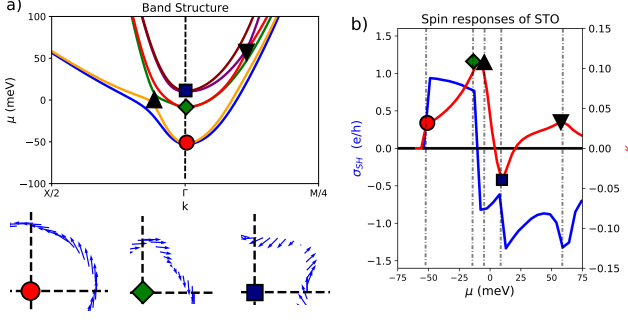 a)
Band Structure
100
50
0
−50
−100
μ (meV)
X/2
Γ
M/4
k
b)
Spin responses of STO
1.5
1.0
0.5
0.0
−0.5
−1.0
−1.5
σSH (e/h)
0.15
0.10
0.05
0.00
−0.05
−0.10
−0.15
−75
−50
−25
0
25
50
75
μ (meV)